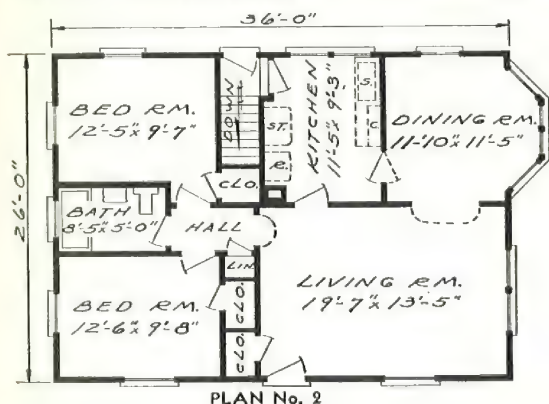 36'-0"
26'-0"
BED RM.
12'-5" x 9'-7"
DOWN
ST.
R.
KITCHEN
11'-5" x 9'-3"
S.
C.
DINING RM.
11'-10" x 11'-5"
CLO.
BATH
8'-5" x 5'-0"
HALL
LIN.
BED RM.
12'-6" x 9'-8"
CLO.
CLO.
LIVING RM.
19'-7" x 13'-5"
PLAN No. 2